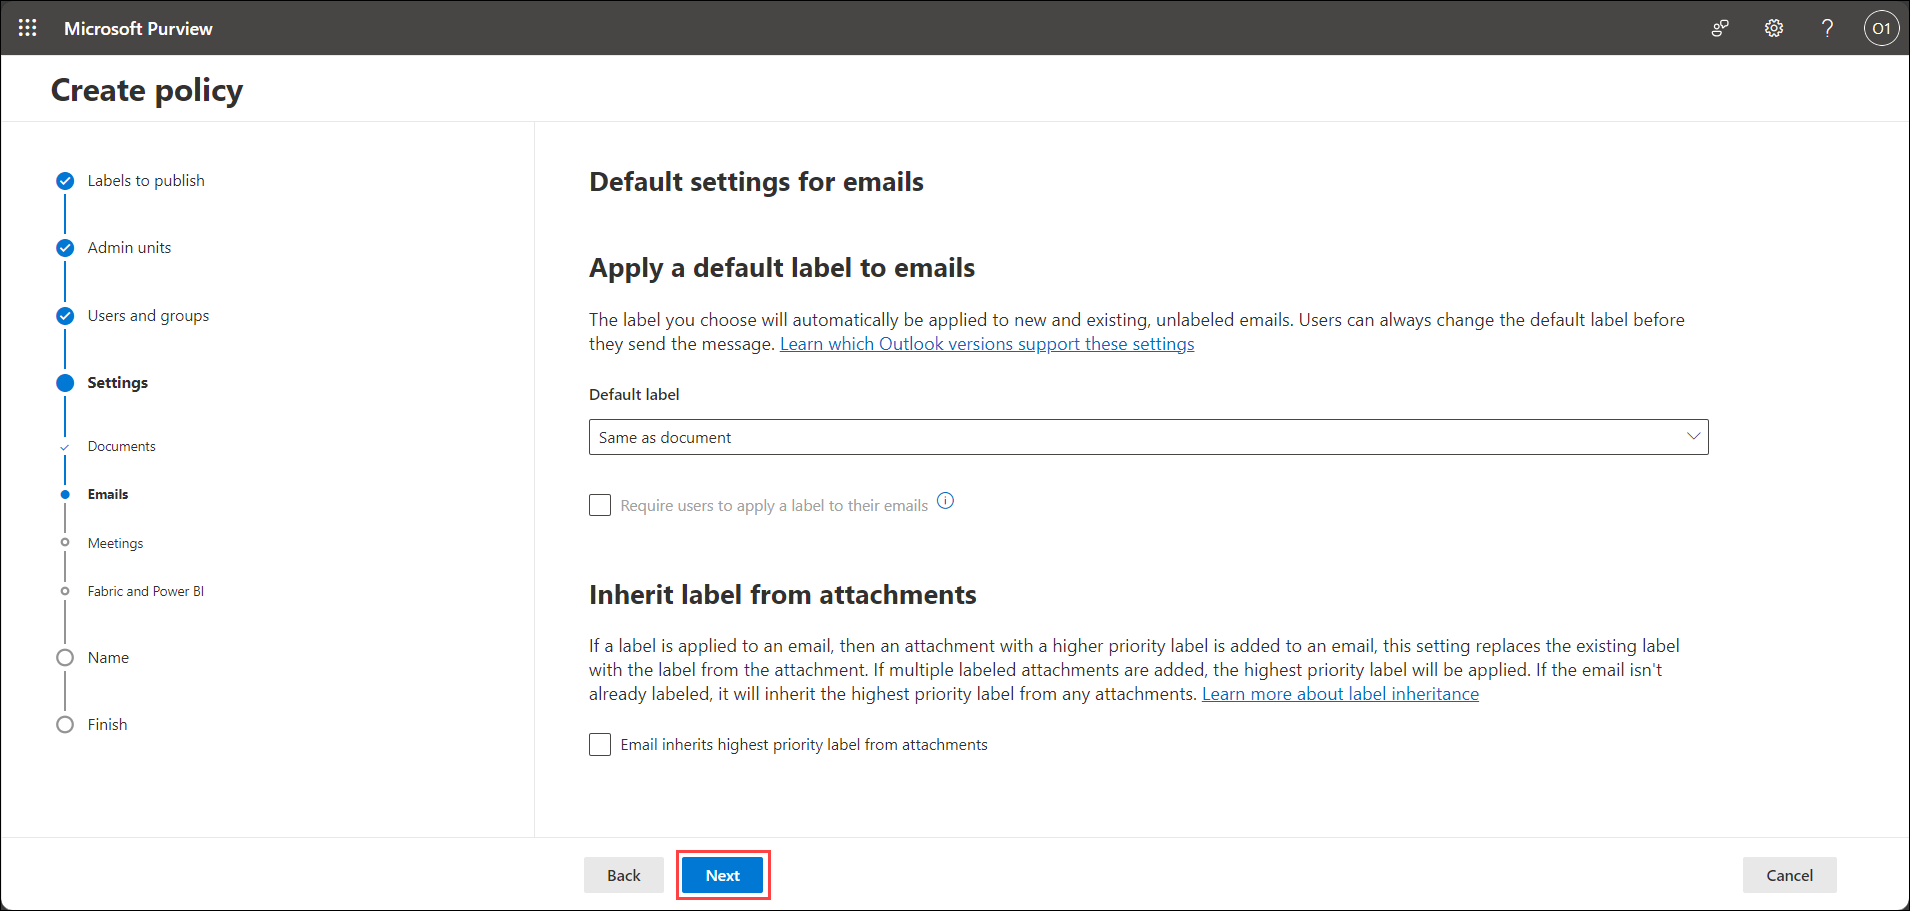 Microsoft Purview
?
O1
Create policy
Labels to publish
Admin units
Users and groups
Settings
Documents
Emails
Meetings
Fabric and Power BI
Name
Finish
Default settings for emails
Apply a default label to emails
The label you choose will automatically be applied to new and existing, unlabeled emails. Users can always change the default label before
they send the message. Learn which Outlook versions support these settings
Default label
Same as document
Require users to apply a label to their emails
Inherit label from attachments
If a label is applied to an email, then an attachment with a higher priority label is added to an email, this setting replaces the existing label
with the label from the attachment. If multiple labeled attachments are added, the highest priority label will be applied. If the email isn't
already labeled, it will inherit the highest priority label from any attachments. Learn more about label inheritance
Email inherits highest priority label from attachments
Back
Next
Cancel